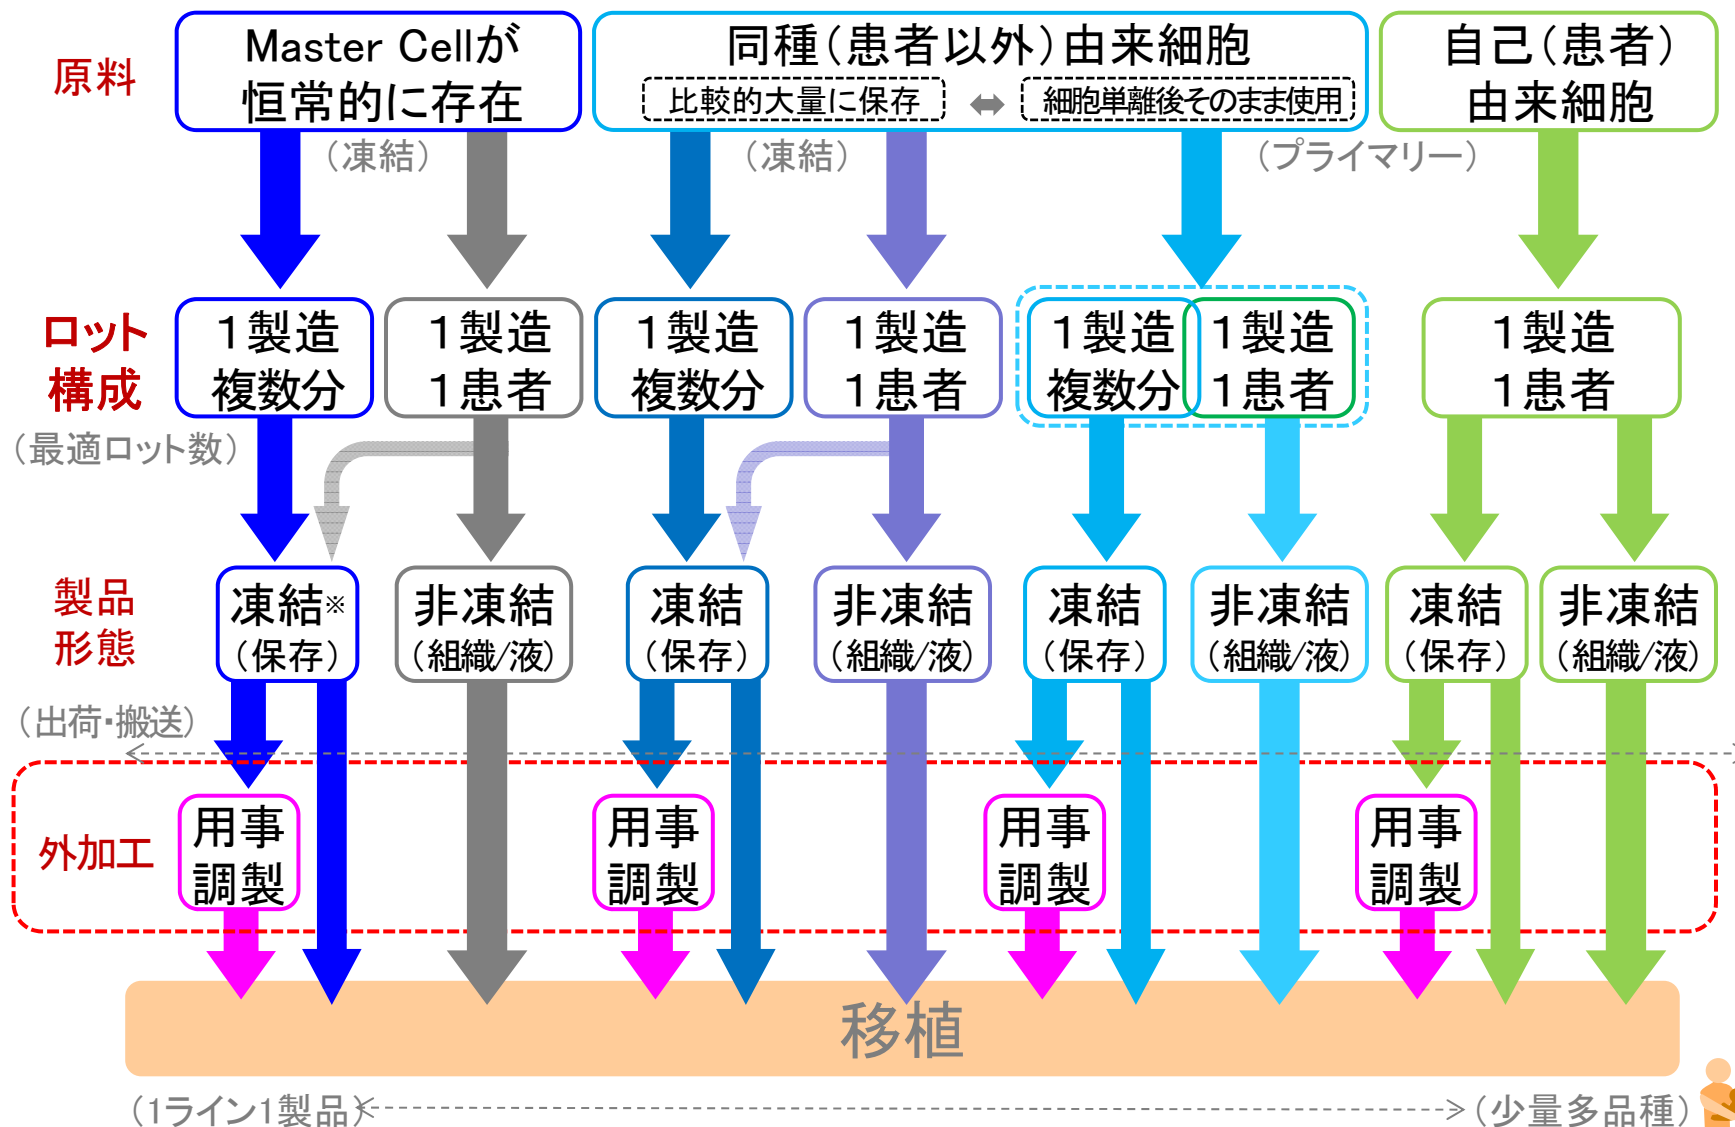 原料
Master Cellが
恒常的に存在
同種（患者以外）由来細胞
比較的大量に保存
細胞単離後そのまま使用
自己（患者）
由来細胞
（凍結）
（凍結）
（プライマリー）
ロット
構成
（最適ロット数）
１製造
複数分
１製造
１患者
１製造
複数分
１製造
１患者
１製造
複数分
１製造
１患者
１製造
１患者
製品
形態
凍結※
（保存）
非凍結
（組織/液）
凍結
（保存）
非凍結
（組織/液）
凍結
（保存）
非凍結
（組織/液）
凍結
（保存）
非凍結
（組織/液）
（出荷・搬送）
外加工
用事
調製
用事
調製
用事
調製
用事
調製
移植
（1ライン1製品）
（少量多品種）